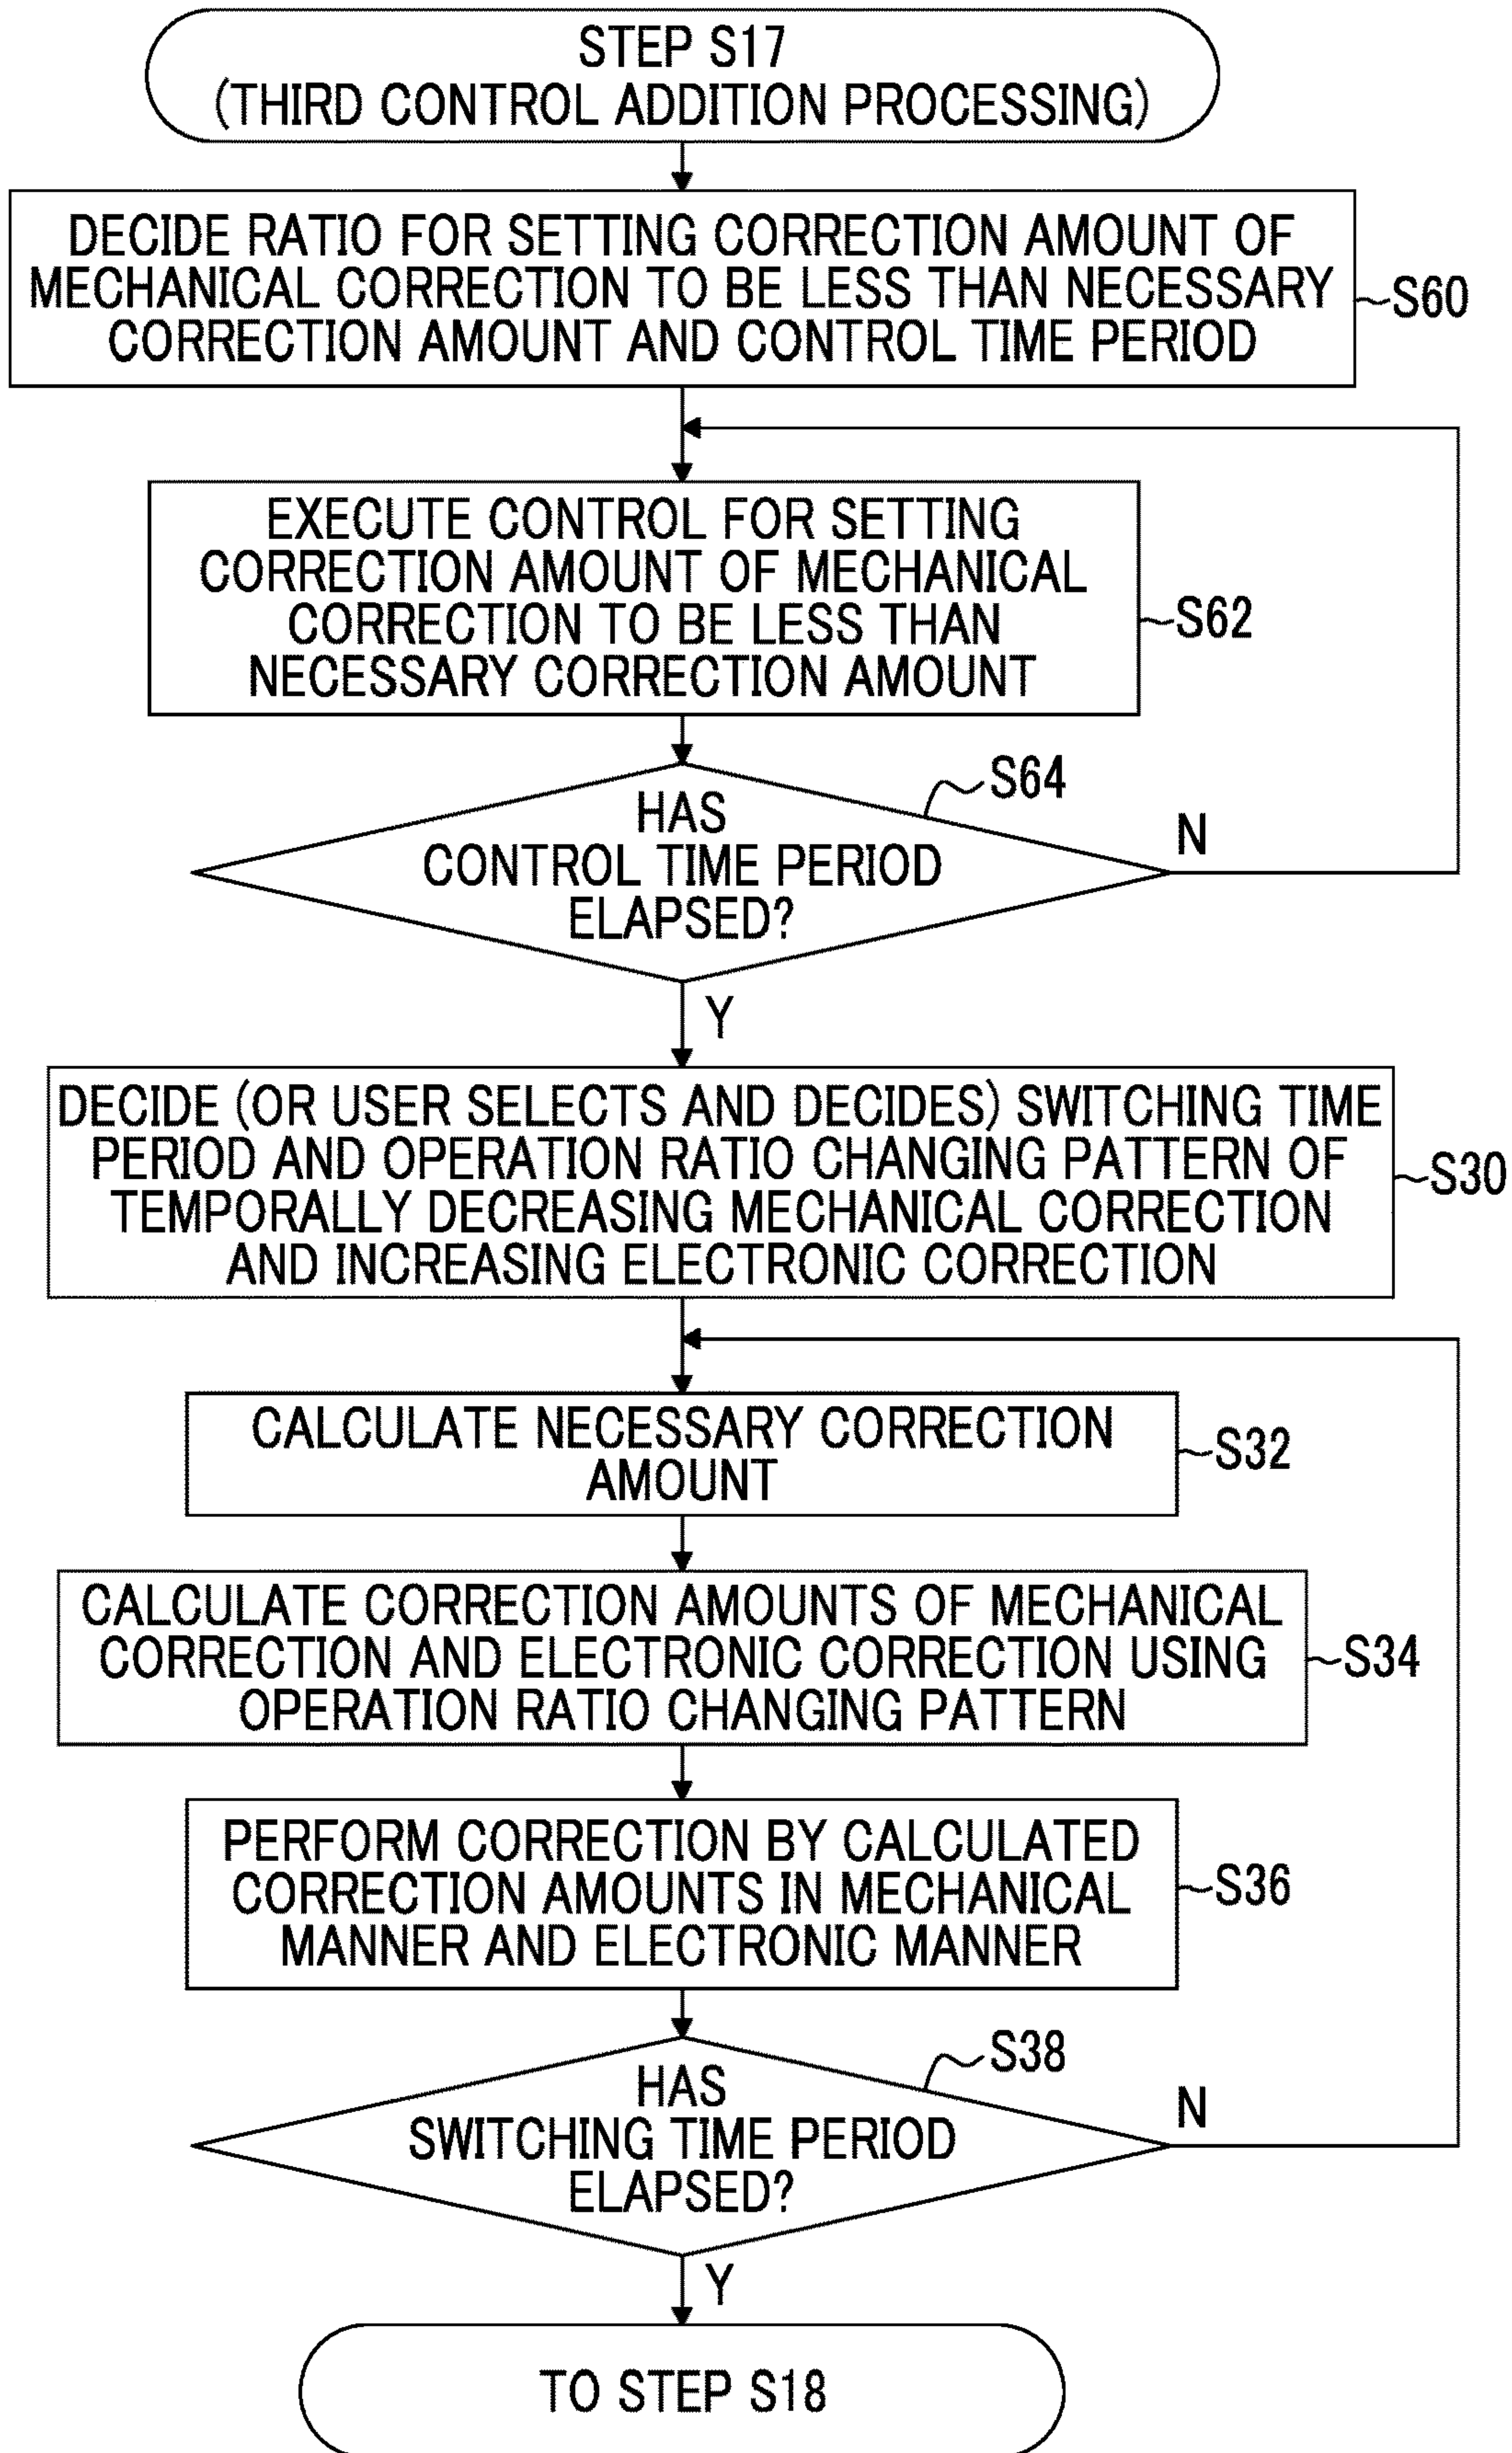 STEP S17
(THIRD CONTROL ADDITION PROCESSING)
DECIDE RATIO FOR SETTING CORRECTION AMOUNT OF
MECHANICAL CORRECTION TO BE LESS THAN NECESSARY
CORRECTION AMOUNT AND CONTROL TIME PERIOD
S60
EXECUTE CONTROL FOR SETTING
CORRECTION AMOUNT OF MECHANICAL
CORRECTION TO BE LESS THAN
NECESSARY CORRECTION AMOUNT
S62
S64
HAS
CONTROL TIME PERIOD
ELAPSED?
N
Y
DECIDE (OR USER SELECTS AND DECIDES) SWITCHING TIME
PERIOD AND OPERATION RATIO CHANGING PATTERN OF
TEMPORALLY DECREASING MECHANICAL CORRECTION
AND INCREASING ELECTRONIC CORRECTION
S30
CALCULATE NECESSARY CORRECTION
AMOUNT
S32
CALCULATE CORRECTION AMOUNTS OF MECHANICAL
CORRECTION AND ELECTRONIC CORRECTION USING
OPERATION RATIO CHANGING PATTERN
S34
PERFORM CORRECTION BY CALCULATED
CORRECTION AMOUNTS IN MECHANICAL
MANNER AND ELECTRONIC MANNER
S36
S38
HAS
SWITCHING TIME PERIOD
ELAPSED?
N
Y
TO STEP S18